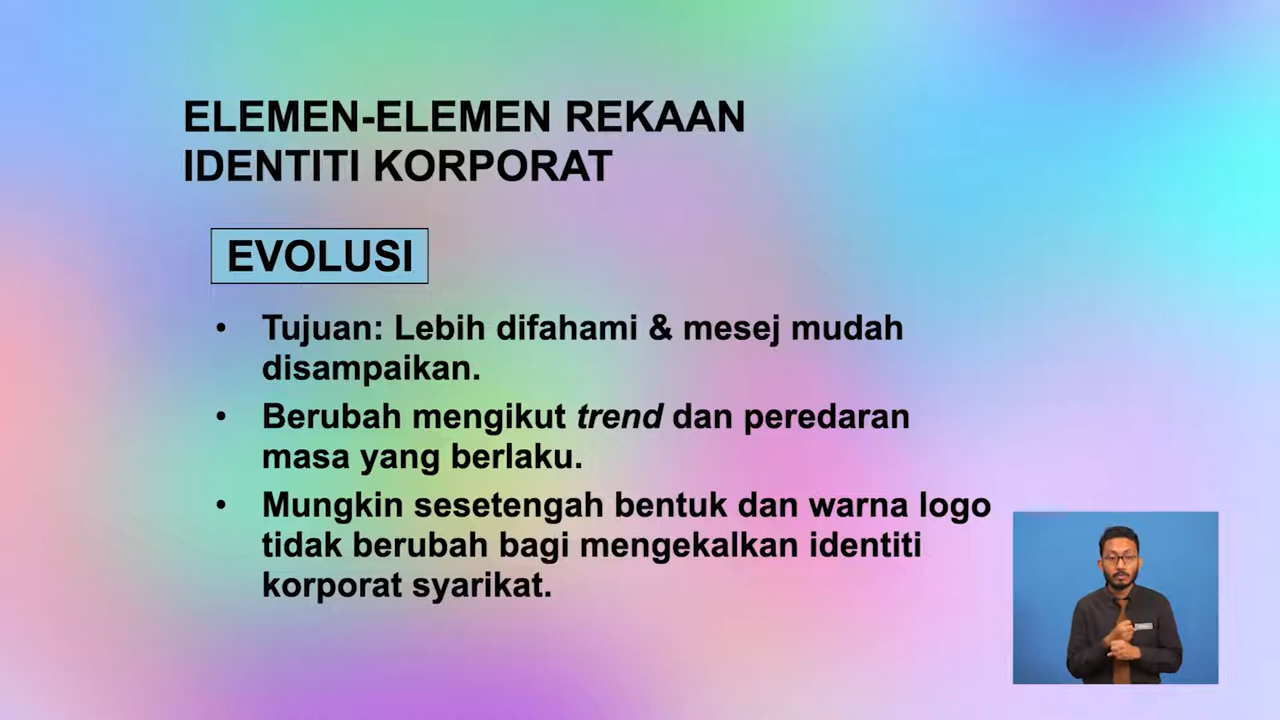 ELEMEN-ELEMEN REKAAN
IDENTITI KORPORAT
EVOLUSI
• Tujuan: Lebih difahami & mesej mudah
disampaikan.
• Berubah mengikut trend dan peredaran
masa yang berlaku.
• Mungkin sesetengah bentuk dan warna logo
tidak berubah bagi mengekalkan identiti
korporat syarikat.